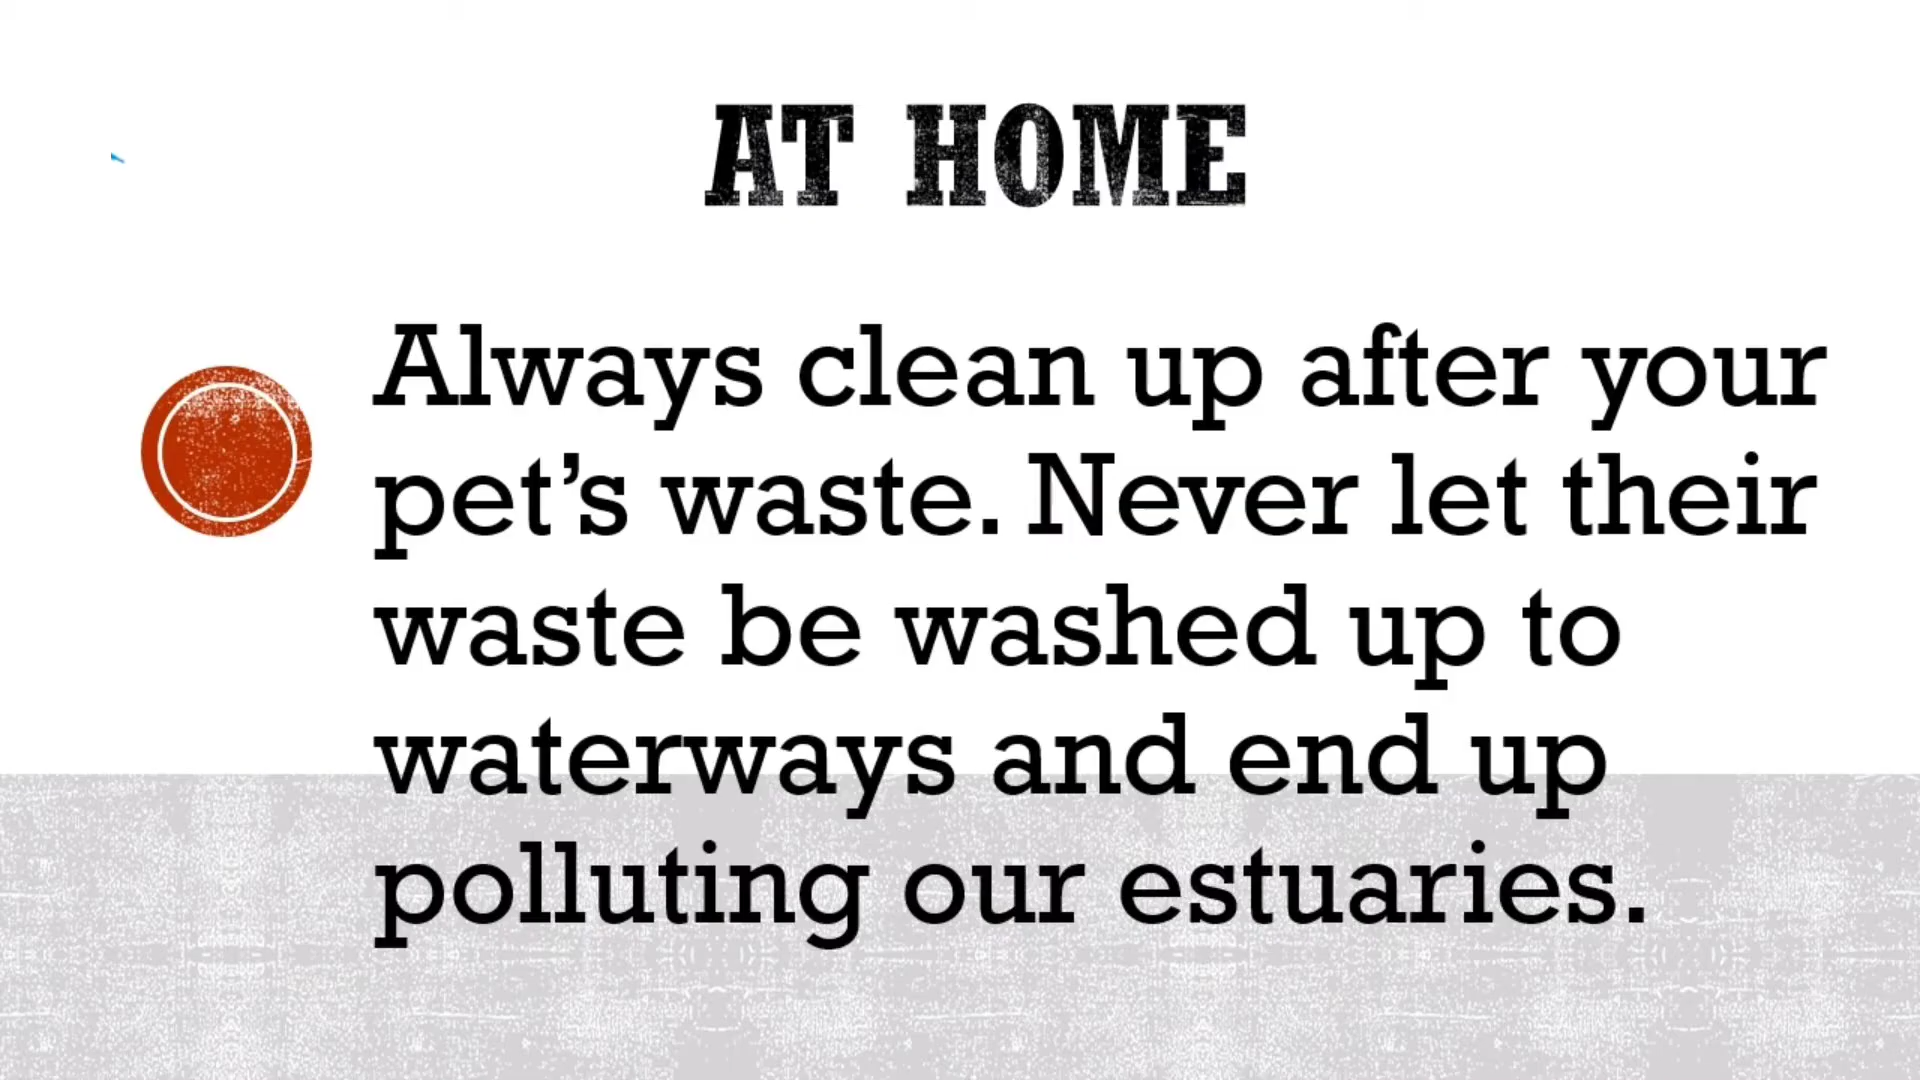 AT HOME
Always clean up after your
pet’s waste. Never let their
waste be washed up to
waterways and end up
polluting our estuaries.